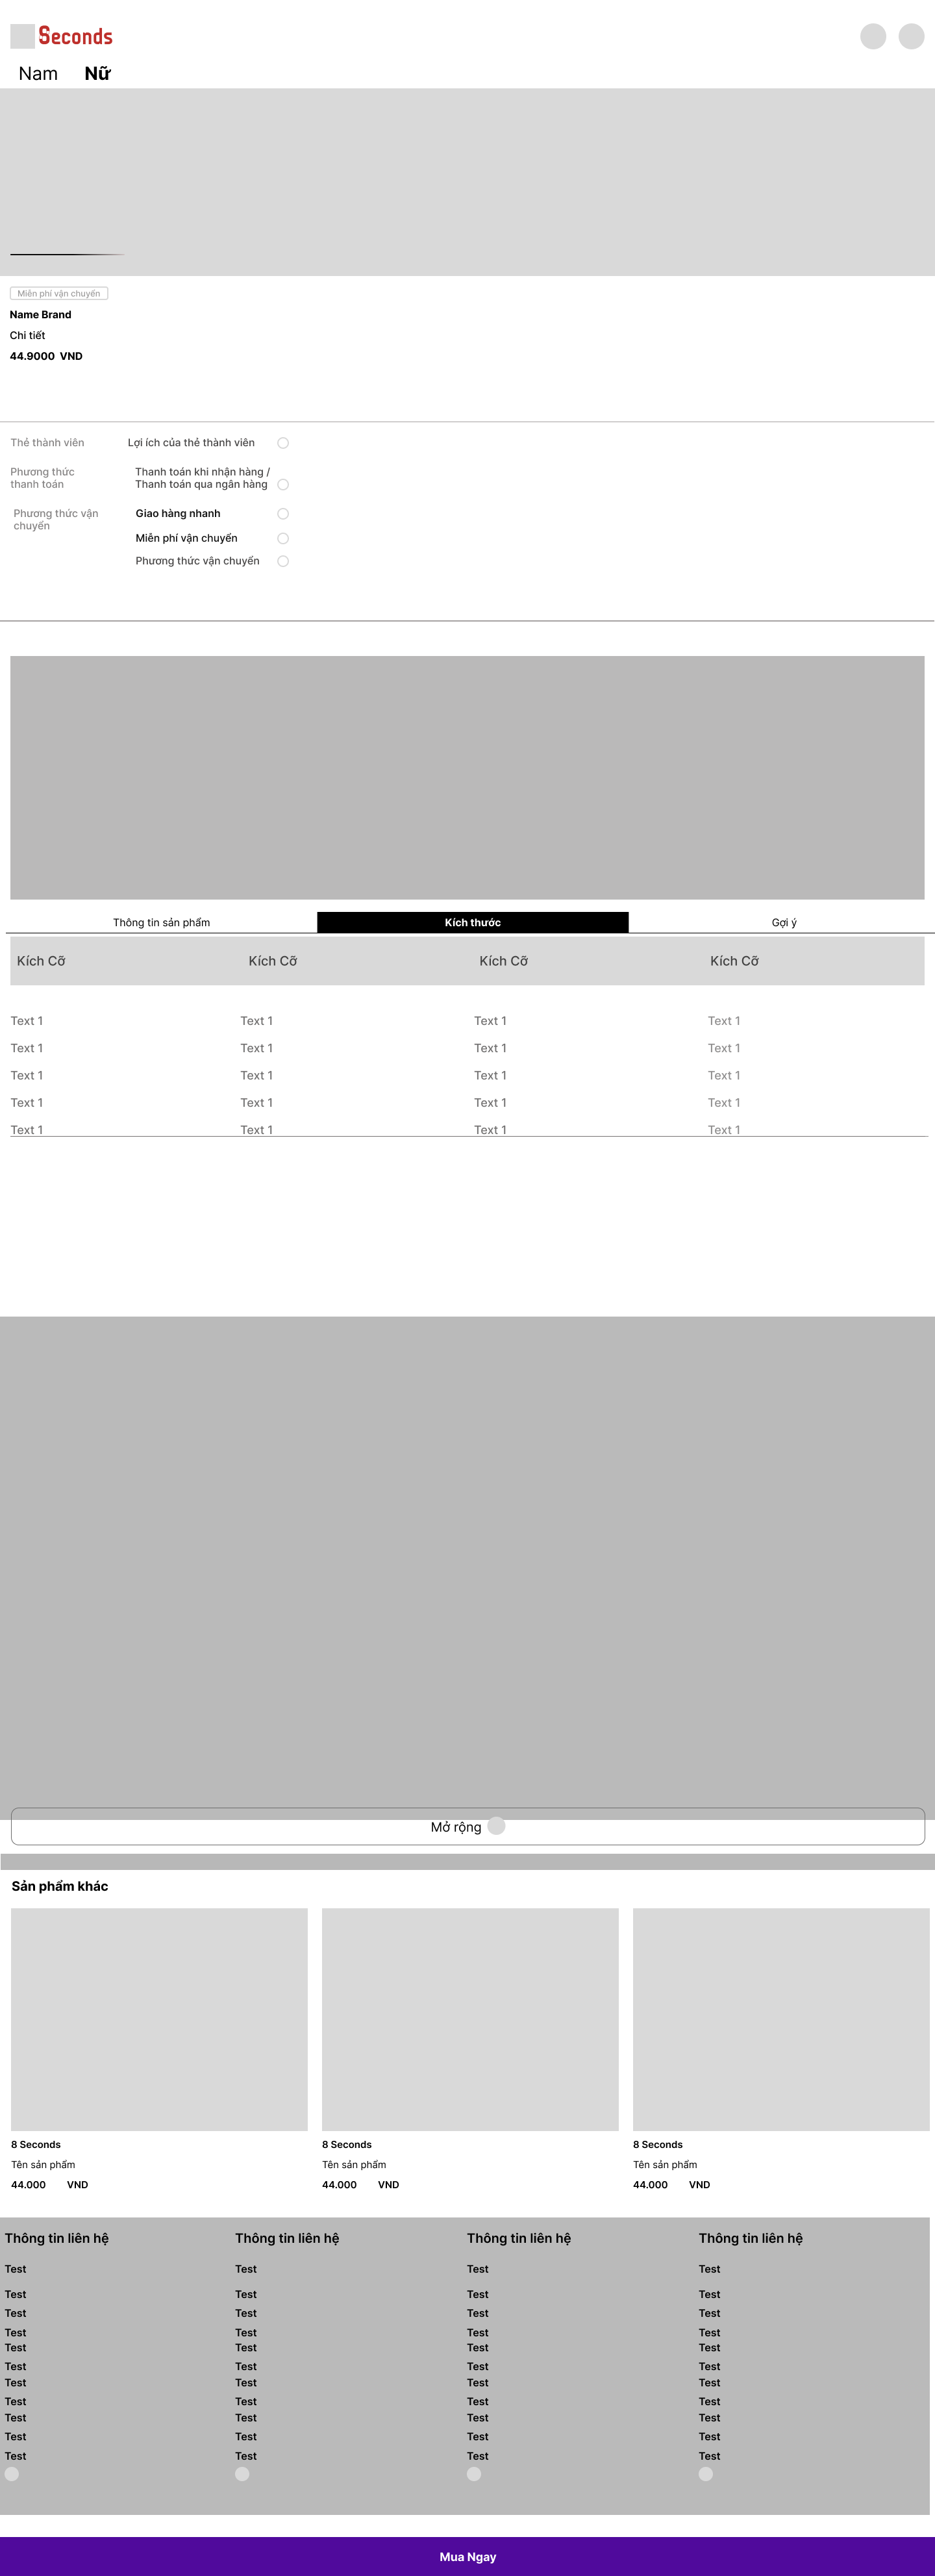 Seconds
Nam Nữ
Miễn phí vận chuyển
Name Brand
Chi tiết
44.9000 VND
Thẻ thành viên Lợi ích của thẻ thành viên
Phương thức thanh toán Thanh toán khi nhận hàng /
Thanh toán qua ngân hàng
Phương thức vận chuyển Giao hàng nhanh
Miễn phí vận chuyển
Phương thức vận chuyển
Thông tin sản phẩm Kích thước Gợi ý
Kích Cỡ Kích Cỡ Kích Cỡ Kích Cỡ
Text 1 Text 1 Text 1 Text 1
Text 1 Text 1 Text 1 Text 1
Text 1 Text 1 Text 1 Text 1
Text 1 Text 1 Text 1 Text 1
Text 1 Text 1 Text 1 Text 1
Mở rộng
Sản phẩm khác
8 Seconds 8 Seconds 8 Seconds
Tên sản phẩm Tên sản phẩm Tên sản phẩm
44.000 VND 44.000 VND 44.000 VND
Thông tin liên hệ Thông tin liên hệ Thông tin liên hệ Thông tin liên hệ
Test Test Test Test
Test Test Test Test
Test Test Test Test
Test Test Test Test
Test Test Test Test
Test Test Test Test
Test Test Test Test
Test Test Test Test
Test Test Test Test
Test Test Test Test
Test Test Test Test
Mua Ngay